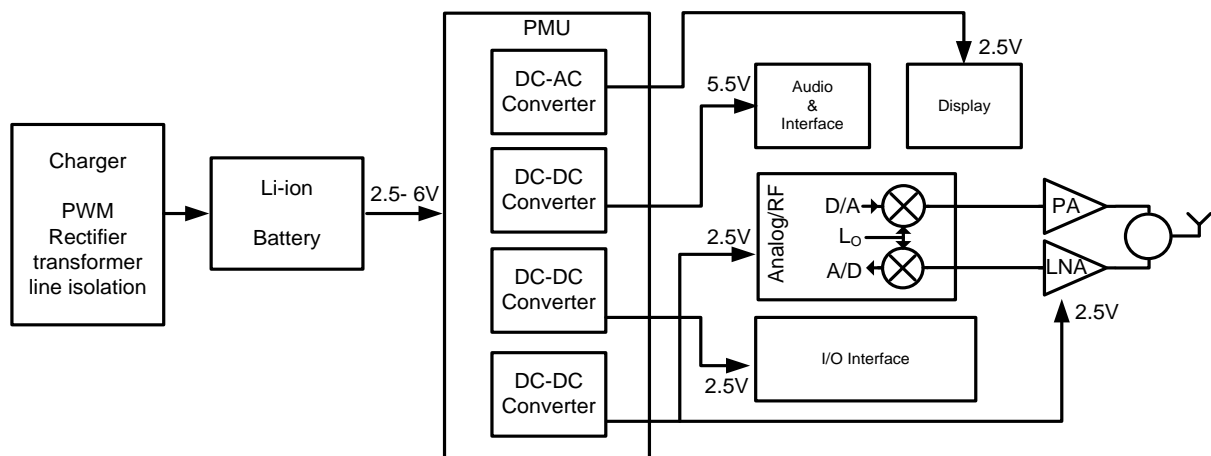 Charger
PWM
Rectifier
transformer
line isolation
Li-ion
Battery
2.5- 6V
PMU
DC-AC
Converter
DC-DC
Converter
DC-DC
Converter
DC-DC
Converter
5.5V
Audio
&
Interface
2.5V
Display
2.5V
Analog/RF
D/A
LO
A/D
PA
LNA
2.5V
2.5V
I/O Interface